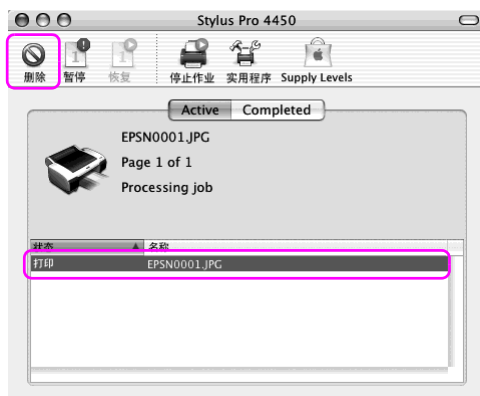 Stylus Pro 4450
删除 暂停 恢复 停止作业 实用程序 Supply Levels
Active Completed
EPSN0001.JPG
Page 1 of 1
Processing job
状态 名称
打印 EPSN0001.JPG